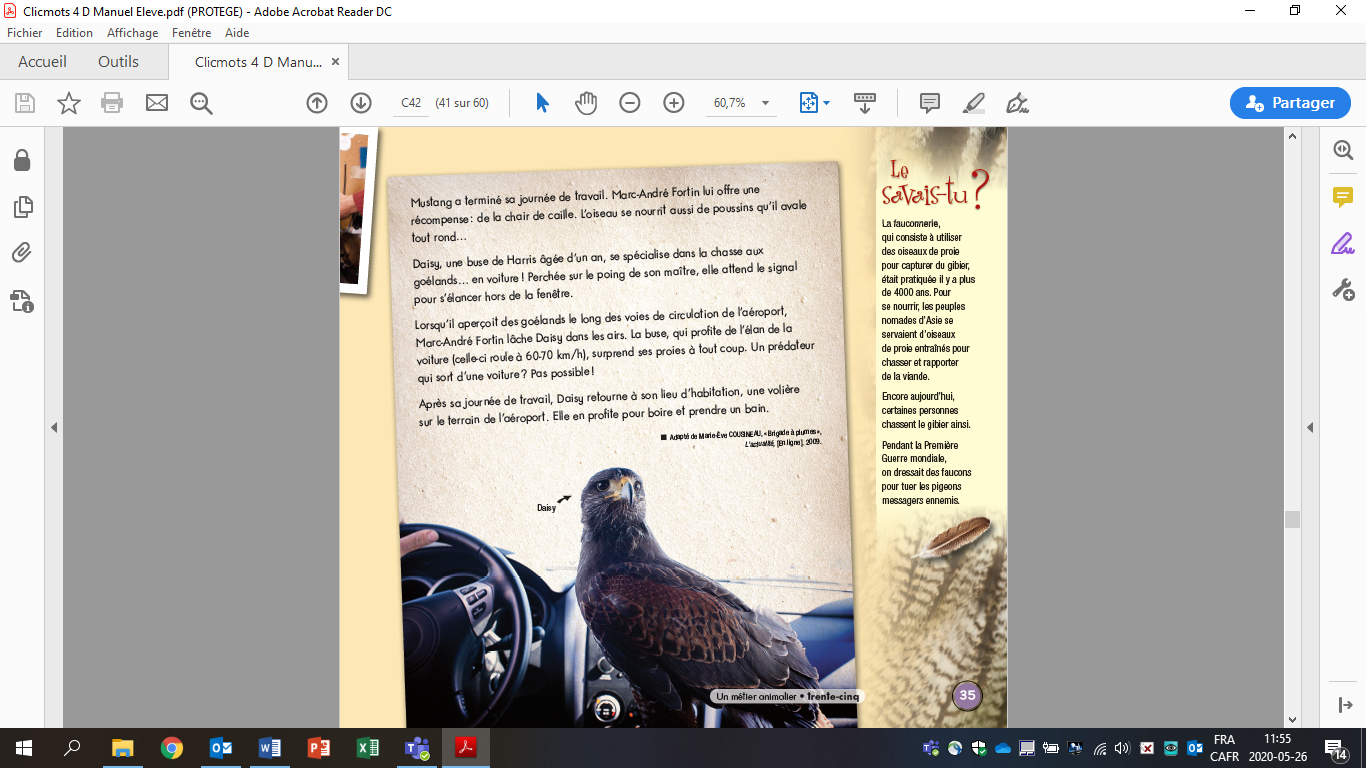 Clicmots 4 D Manuel Eleve.pdf (PROTEGE) - Adobe Acrobat Reader DC
Fichier Edition Affichage Fenêtre Aide
Accueil Outils Clicmots 4 D Manu... ×
C42 (41 sur 60) 60,7% Partager
Mustang a terminé sa journée de travail. Marc-André Fortin lui offre une
récompense : de la chair de caille. L'oiseau se nourrit aussi de poussins qu'il avale
tout rond...
Daisy, une buse de Harris âgée d'un an, se spécialise dans la chasse aux
goélands... en voiture ! Perchée sur le poing de son maître, elle attend le signal
pour s'élancer hors de la fenêtre.
Lorsqu'il aperçoit des goélands le long des voies de circulation de l'aéroport,
Marc-André Fortin lâche Daisy dans les airs. La buse, qui profite de l'élan de la
voiture (celle-ci roule à 60-70 km/h), surprend ses proies à tout coup. Un prédateur
qui sort d'une voiture ? Pas possible !
Après sa journée de travail, Daisy retourne à son lieu d'habitation, une volière
sur le terrain de l'aéroport. Elle en profite pour boire et prendre un bain.
■ Adapté de Marie-Ève COUSINEAU, « Brigade à plumes »,
L'actualité, [En ligne], 2009.
Daisy
Un métier animalier • trente-cinq
Le
savais-tu ?
La fauconnerie,
qui consiste à utiliser
des oiseaux de proie
pour capturer du gibier,
était pratiquée il y a plus
de 4000 ans. Pour
se nourrir, les peuples
nomades d'Asie se
servaient d'oiseaux
de proie entraînés pour
chasser et rapporter
de la viande.
Encore aujourd'hui,
certaines personnes
chassent le gibier ainsi.
Pendant la Première
Guerre mondiale,
on dressait des faucons
pour tuer les pigeons
messagers ennemis.
35
FRA 11:55
CAFR 2020-05-26
14